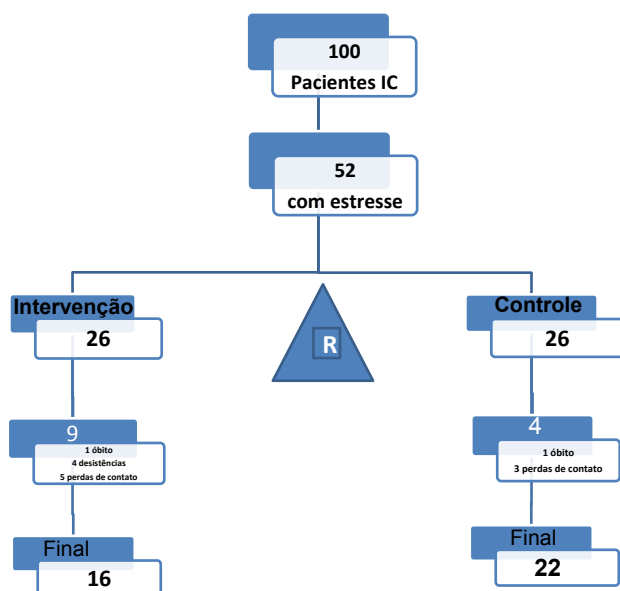 100
Pacientes IC
52
com estresse
Intervenção
26
R
Controle
26
9
1 óbito
4 desistências
5 perdas de contato
4
1 óbito
3 perdas de contato
Final
16
Final
22